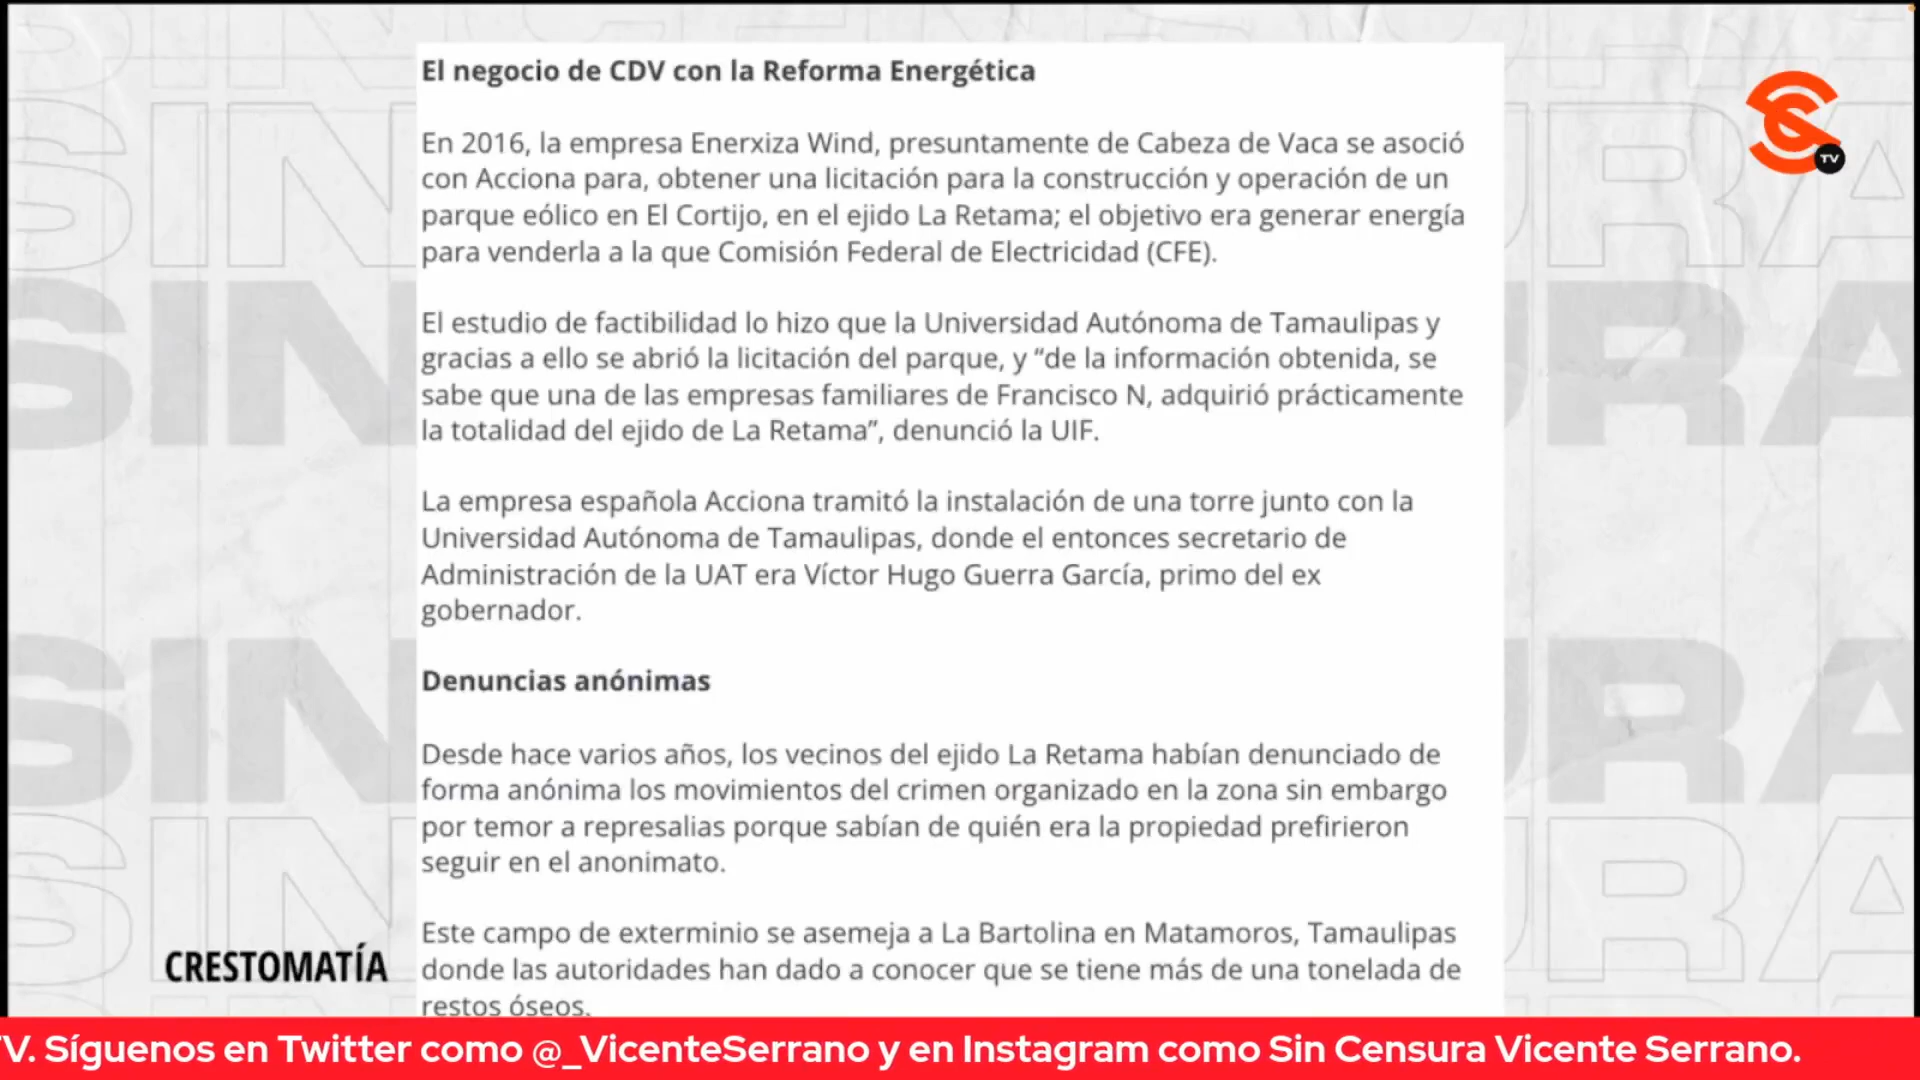 El negocio de CDV con la Reforma Energética
En 2016, la empresa Enerxiza Wind, presuntamente de Cabeza de Vaca se asoció
con Acciona para, obtener una licitación para la construcción y operación de un
parque eólico en El Cortijo, en el ejido La Retama; el objetivo era generar energía
para venderla a la que Comisión Federal de Electricidad (CFE).
El estudio de factibilidad lo hizo que la Universidad Autónoma de Tamaulipas y
gracias a ello se abrió la licitación del parque, y “de la información obtenida, se
sabe que una de las empresas familiares de Francisco N, adquirió prácticamente
la totalidad del ejido de La Retama”, denunció la UIF.
La empresa española Acciona tramitó la instalación de una torre junto con la
Universidad Autónoma de Tamaulipas, donde el entonces secretario de
Administración de la UAT era Víctor Hugo Guerra García, primo del ex
gobernador.
Denuncias anónimas
Desde hace varios años, los vecinos del ejido La Retama habían denunciado de
forma anónima los movimientos del crimen organizado en la zona sin embargo
por temor a represalias porque sabían de quién era la propiedad prefirieron
seguir en el anonimato.
Este campo de exterminio se asemeja a La Bartolina en Matamoros, Tamaulipas
donde las autoridades han dado a conocer que se tiene más de una tonelada de
restos óseos.
CRESTOMATÍA
TV
V. Síguenos en Twitter como @_VicenteSerrano y en Instagram como Sin Censura Vicente Serrano.